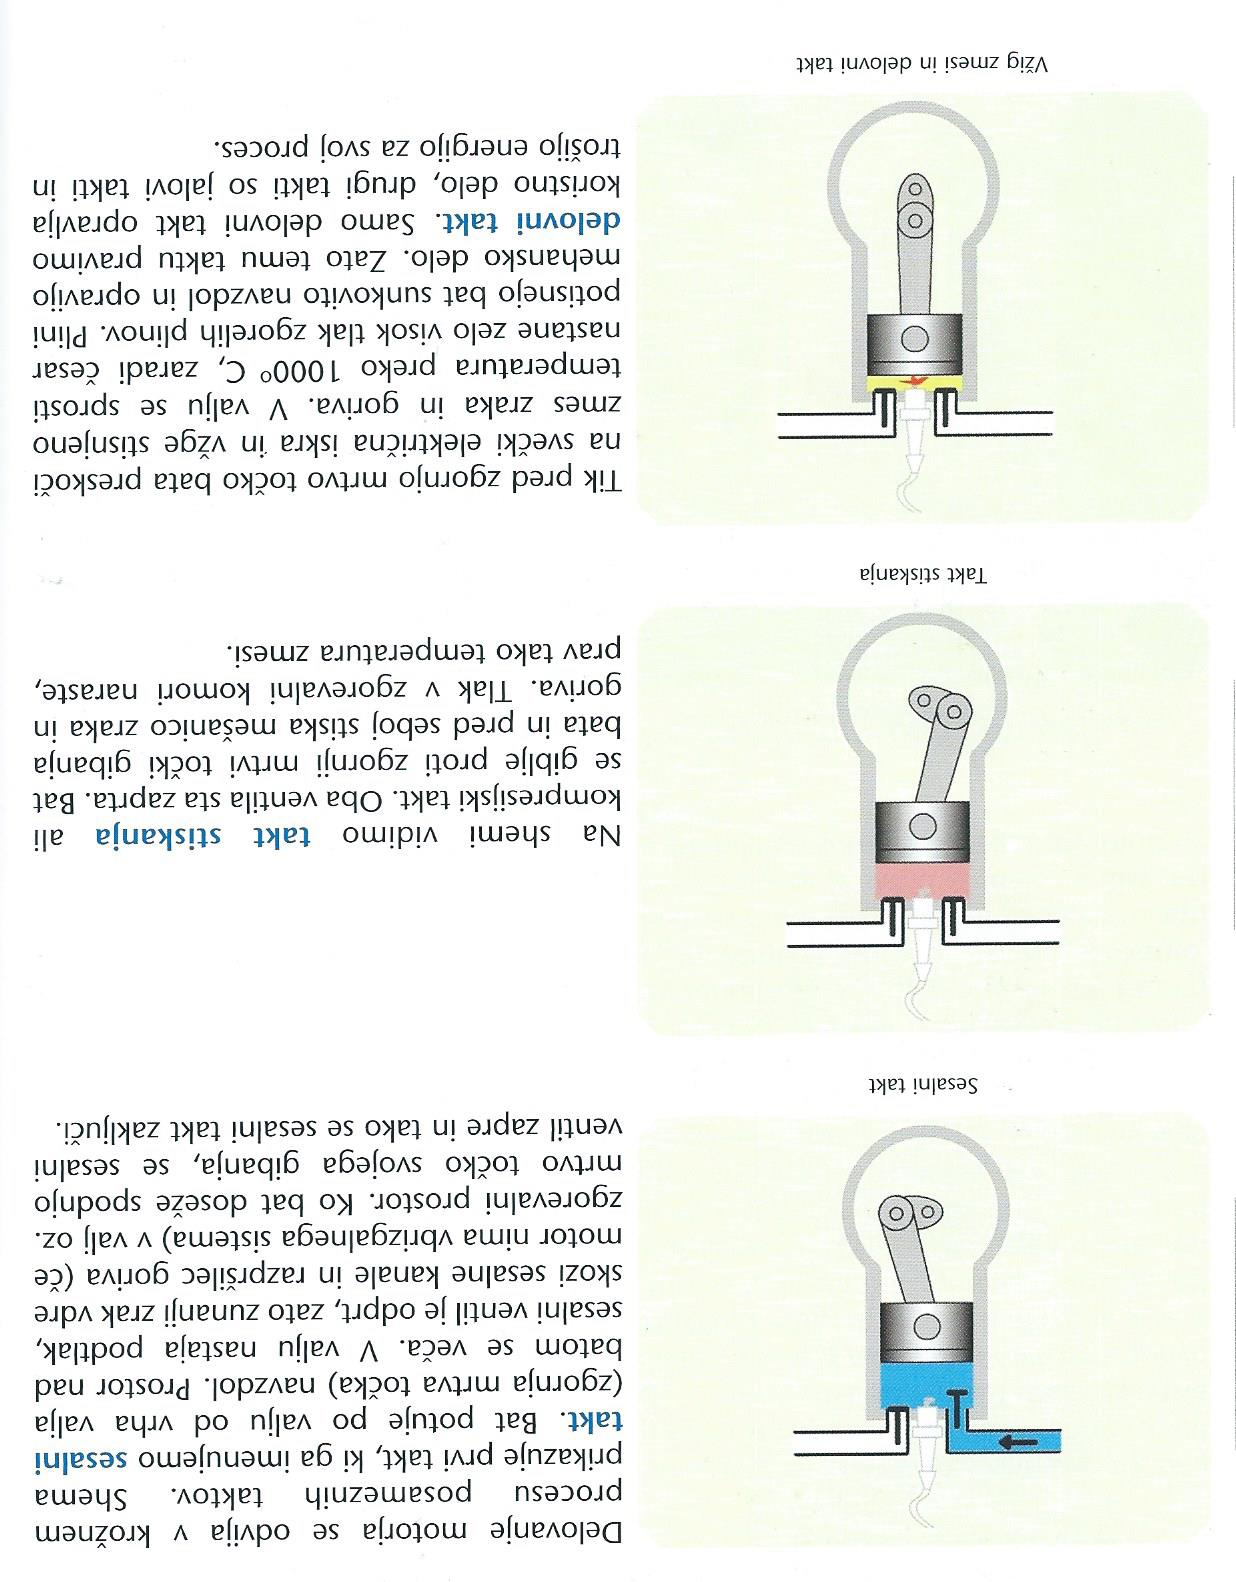 Delovanje motorja se odvija v krožnem
procesu posameznih taktov. Shema
prikazuje prvi takt, ki ga imenujemo sesalni
takt. Bat potuje po valju od vrha valja
(zgornja mrtva točka) navzdol. Prostor nad
batom se veča. V valju nastaja podtlak,
sesalni ventil je odprt, zato zunanji zrak vdre
skozi sesalne kanale in razpršilec goriva (če
motor nima vbrizgalnega sistema) v valj oz.
zgorevalni prostor. Ko bat doseže spodnjo
mrtvo točko svojega gibanja, se sesalni
ventil zapre in tako se sesalni takt zaključi.
Sesalni takt
Na shemi vidimo takt stiskanja ali
kompresijski takt. Oba ventila sta zaprta. Bat
se giblje proti zgornji mrtvi točki gibanja
bata in pred seboj stiska mešanico zraka in
goriva. Tlak v zgorevalni komori naraste,
prav tako temperatura zmesi.
Takt stiskanja
Tik pred zgornjo mrtvo točko bata preskoči
na svečki električna iskra in vžge stisnjeno
zmes zraka in goriva. V valju se sprosti
temperatura preko 1000° C, zaradi česar
nastane zelo visok tlak zgorelih plinov. Plini
potisnejo bat sunkovito navzdol in opravijo
mehansko delo. Zato temu taktu pravimo
delovni takt. Samo delovni takt opravlja
koristno delo, drugi takti so jalovi takti in
trošijo energijo za svoj proces.
Vžig zmesi in delovni takt